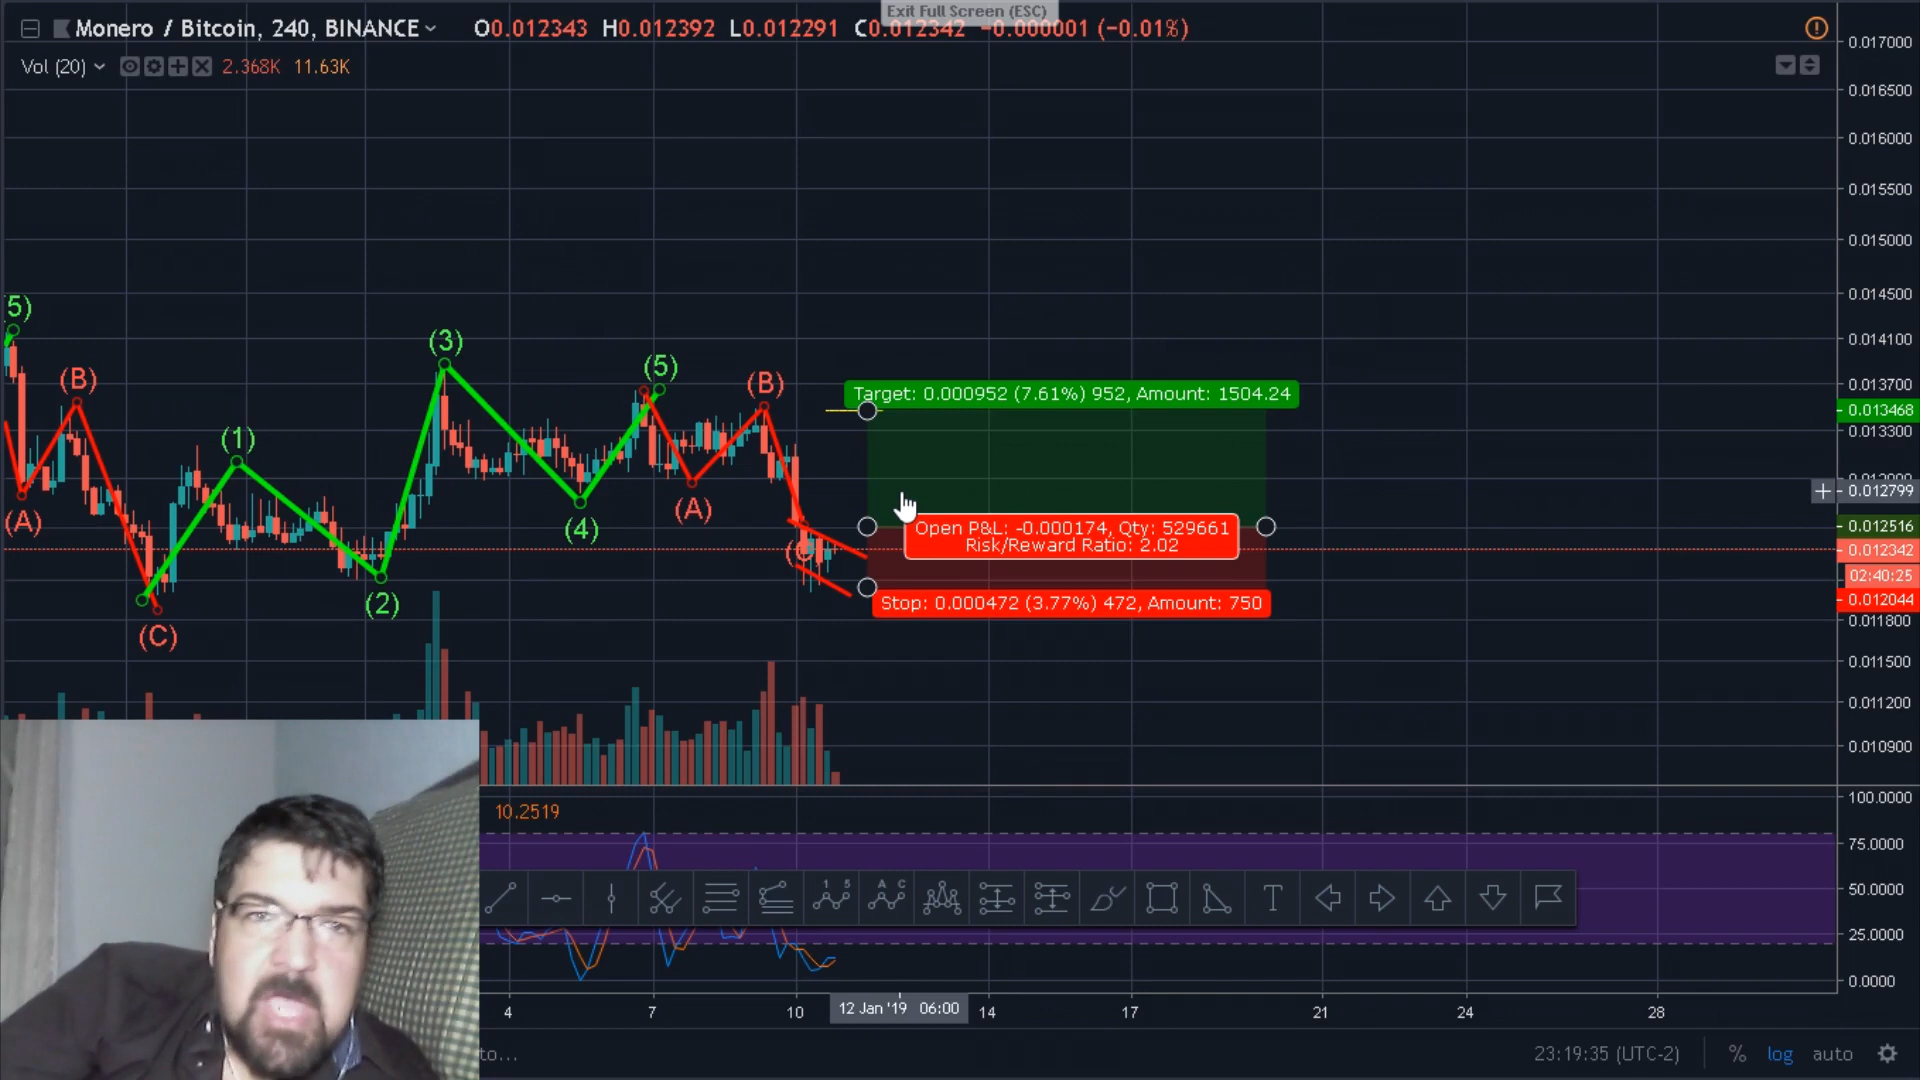 Exit Full Screen (ESC)
Monero / Bitcoin, 240, BINANCE O0.012343 H0.012392 L0.012291 C0.012342 -0.000001 (-0.01%)
Vol (20) 2.368K 11.63K
0.017000
0.016500
0.016000
0.015500
0.015000
0.014500
0.014100
0.013700
0.013468
0.013300
0.012799
0.012516
0.012342
02:40:25
0.012044
0.011800
0.011500
0.011200
0.010900
5)
(B)
(A)
(C)
(1)
(2)
(3)
(4)
(5)
(A)
(B)
Target: 0.000952 (7.61%) 952, Amount: 1504.24
Open P&L: -0.000174, Qty: 529661
Risk/Reward Ratio: 2.02
Stop: 0.000472 (3.77%) 472, Amount: 750
10.2519
100.0000
75.0000
50.0000
25.0000
0.0000
1 5
A C
T
4 7 10 12 Jan '19 06:00 14 17 21 24 28
to...
23:19:35 (UTC-2) % log auto